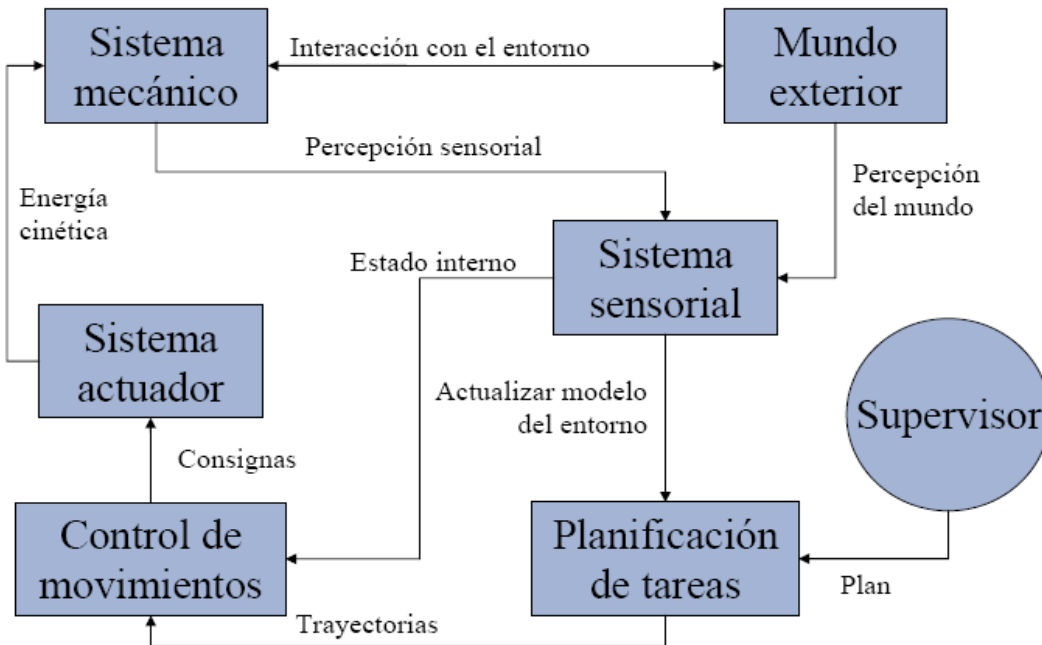 Sistema
mecánico
Interacción con el entorno
Mundo
exterior
Percepción sensorial
Energía
cinética
Percepción
del mundo
Estado interno
Sistema
sensorial
Sistema
actuador
Actualizar modelo
del entorno
Supervisor
Consignas
Control de
movimientos
Planificación
de tareas
Plan
Trayectorias